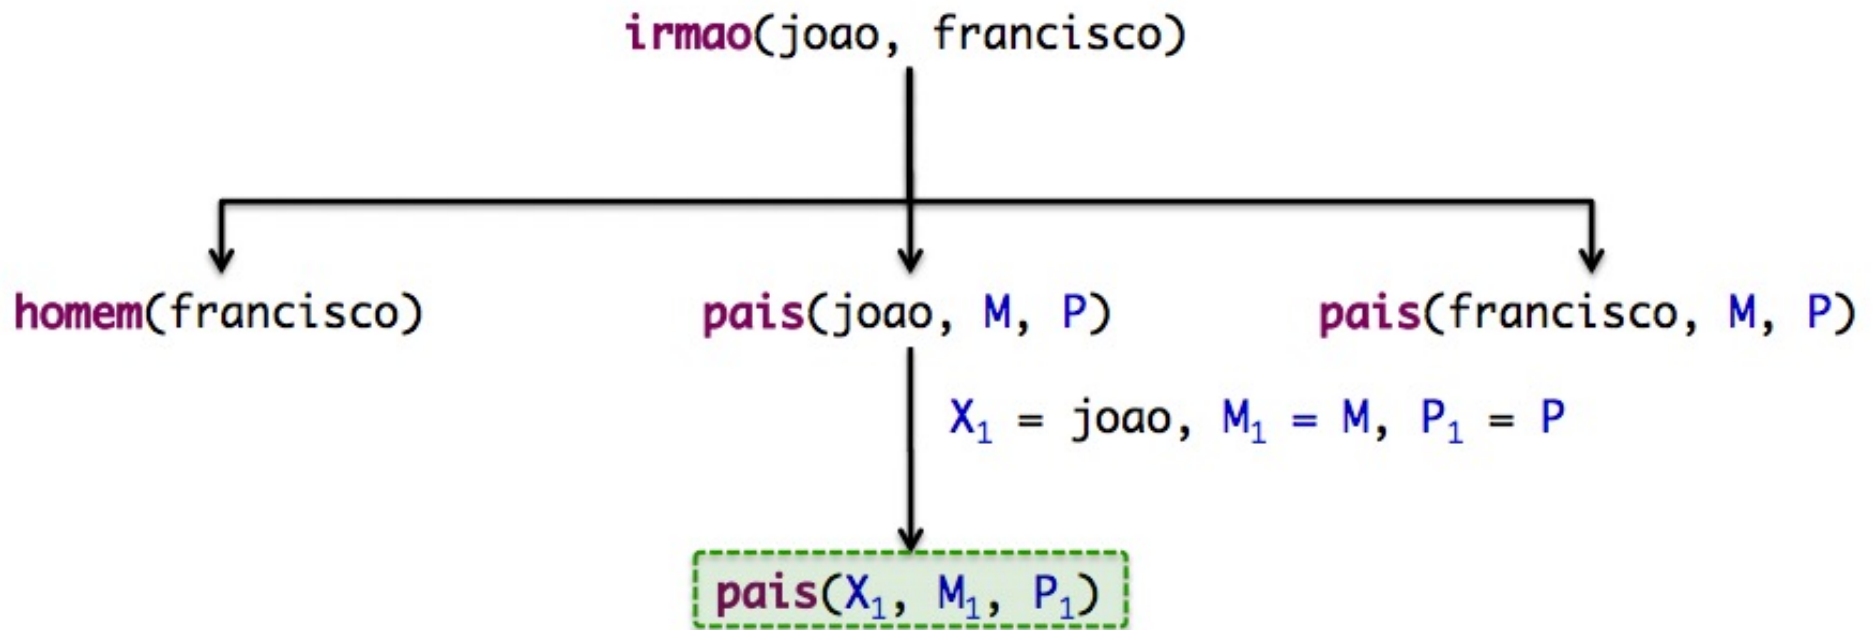 irmao(joao, francisco)
homem(francisco) pais(joao, M, P) pais(francisco, M, P)
X₁ = joao, M₁ = M, P₁ = P
pais(X₁, M₁, P₁)